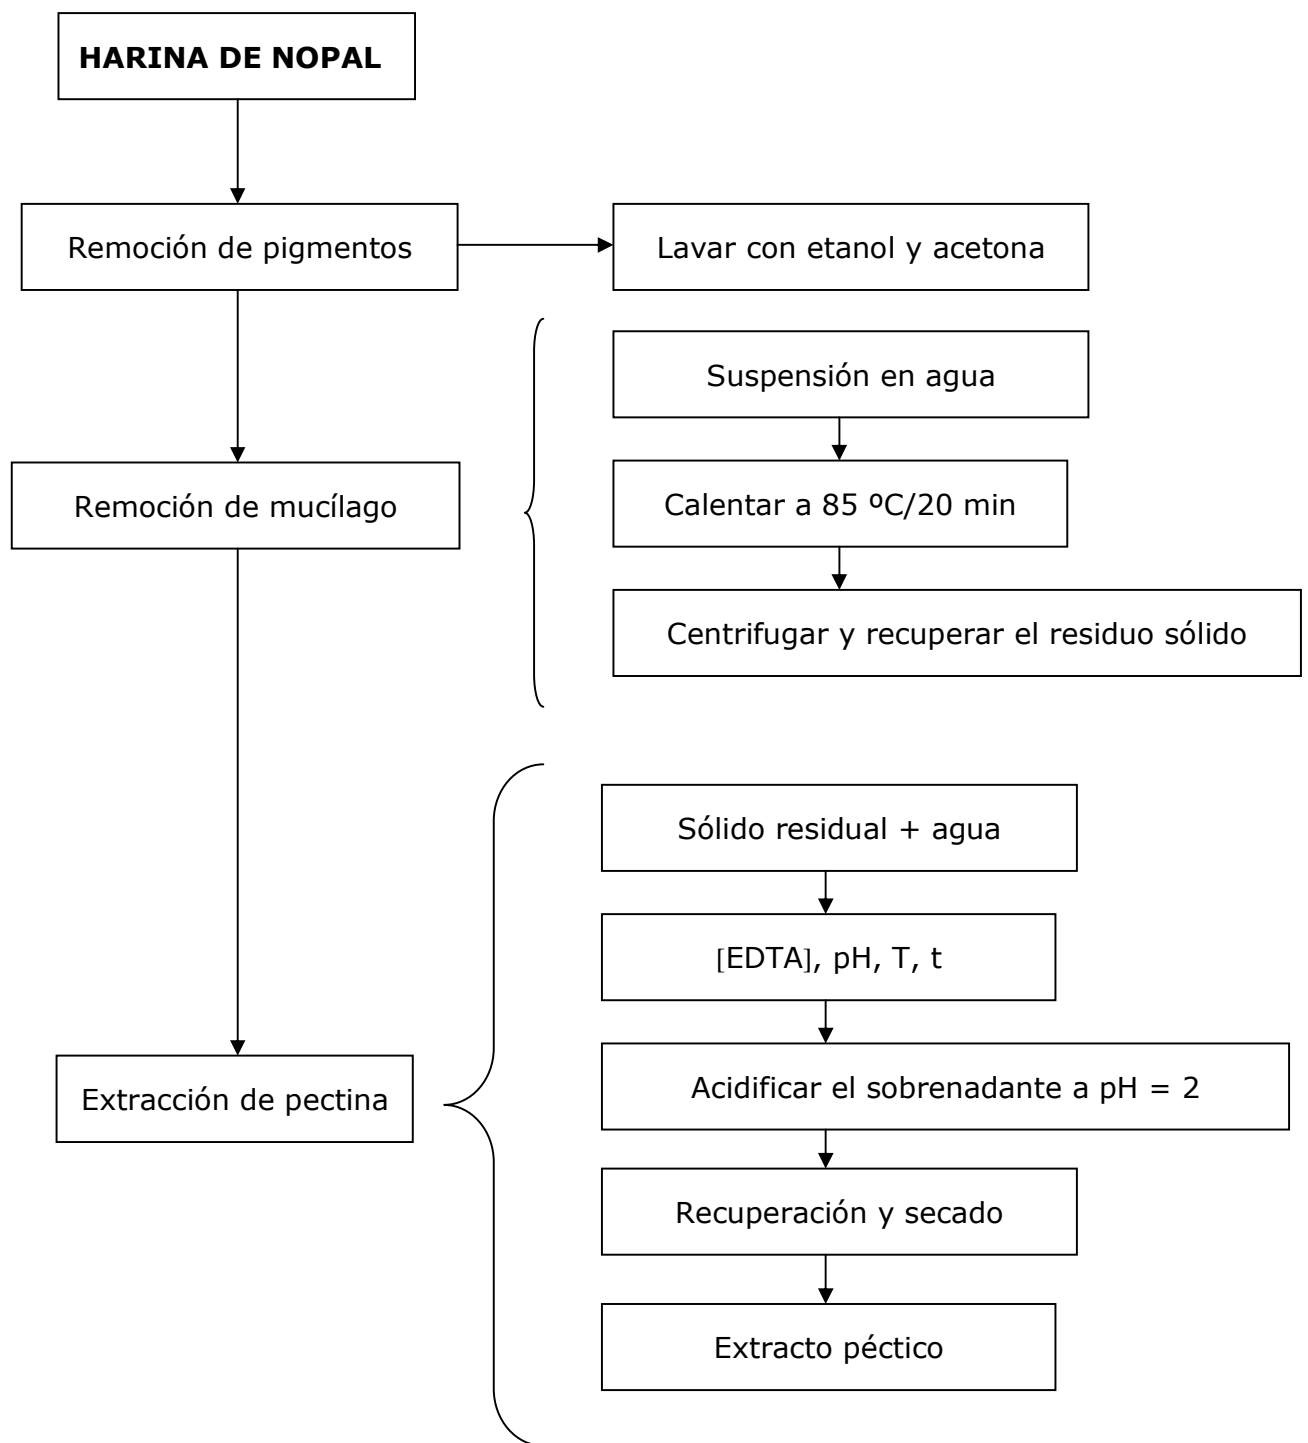 HARINA DE NOPAL
Remoción de pigmentos
Lavar con etanol y acetona
Remoción de mucílago
Suspensión en agua
Calentar a 85 ºC/20 min
Centrifugar y recuperar el residuo sólido
Extracción de pectina
Sólido residual + agua
[EDTA], pH, T, t
Acidificar el sobrenadante a pH = 2
Recuperación y secado
Extracto péctico